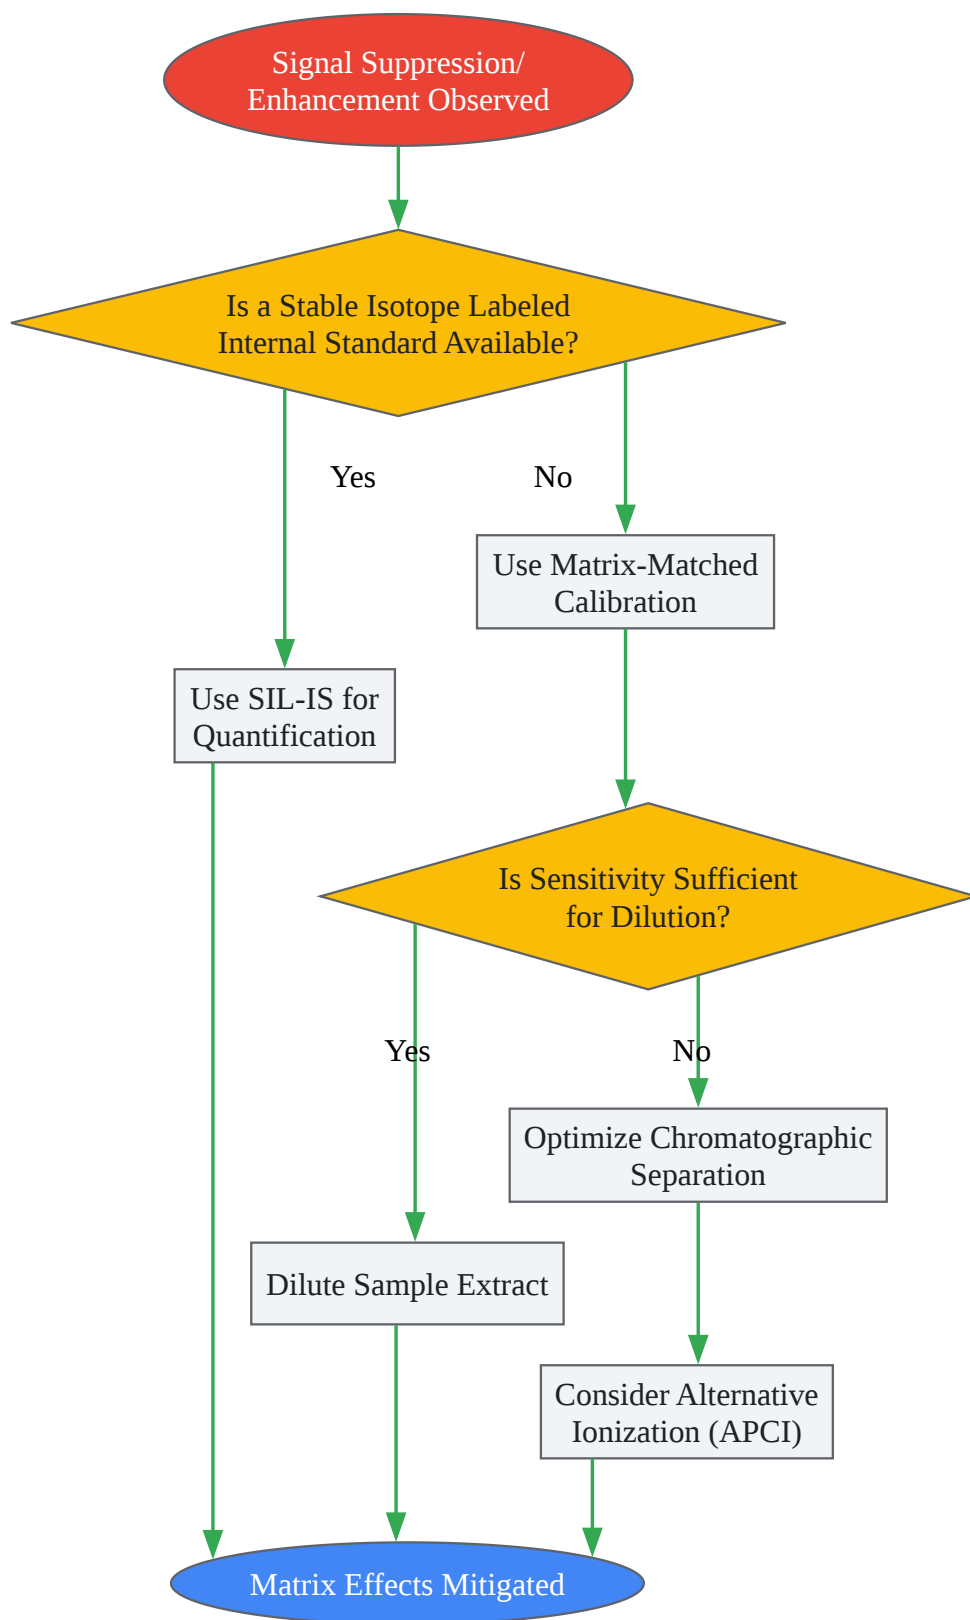 Signal Suppression/
Enhancement Observed
Is a Stable Isotope Labeled
Internal Standard Available?
Yes
No
Use Matrix-Matched
Calibration
Use SIL-IS for
Quantification
Is Sensitivity Sufficient
for Dilution?
Yes
No
Optimize Chromatographic
Separation
Dilute Sample Extract
Consider Alternative
Ionization (APCI)
Matrix Effects Mitigated